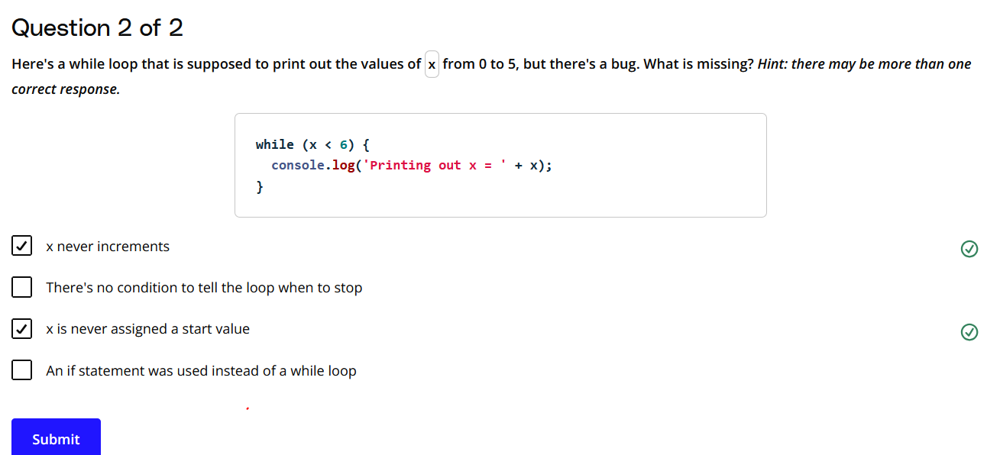 Question 2 of 2
Here's a while loop that is supposed to print out the values of x from 0 to 5, but there's a bug. What is missing? Hint: there may be more than one
correct response.
while (x < 6) {
  console.log('Printing out x = ' + x);
}
x never increments
There's no condition to tell the loop when to stop
x is never assigned a start value
An if statement was used instead of a while loop
Submit